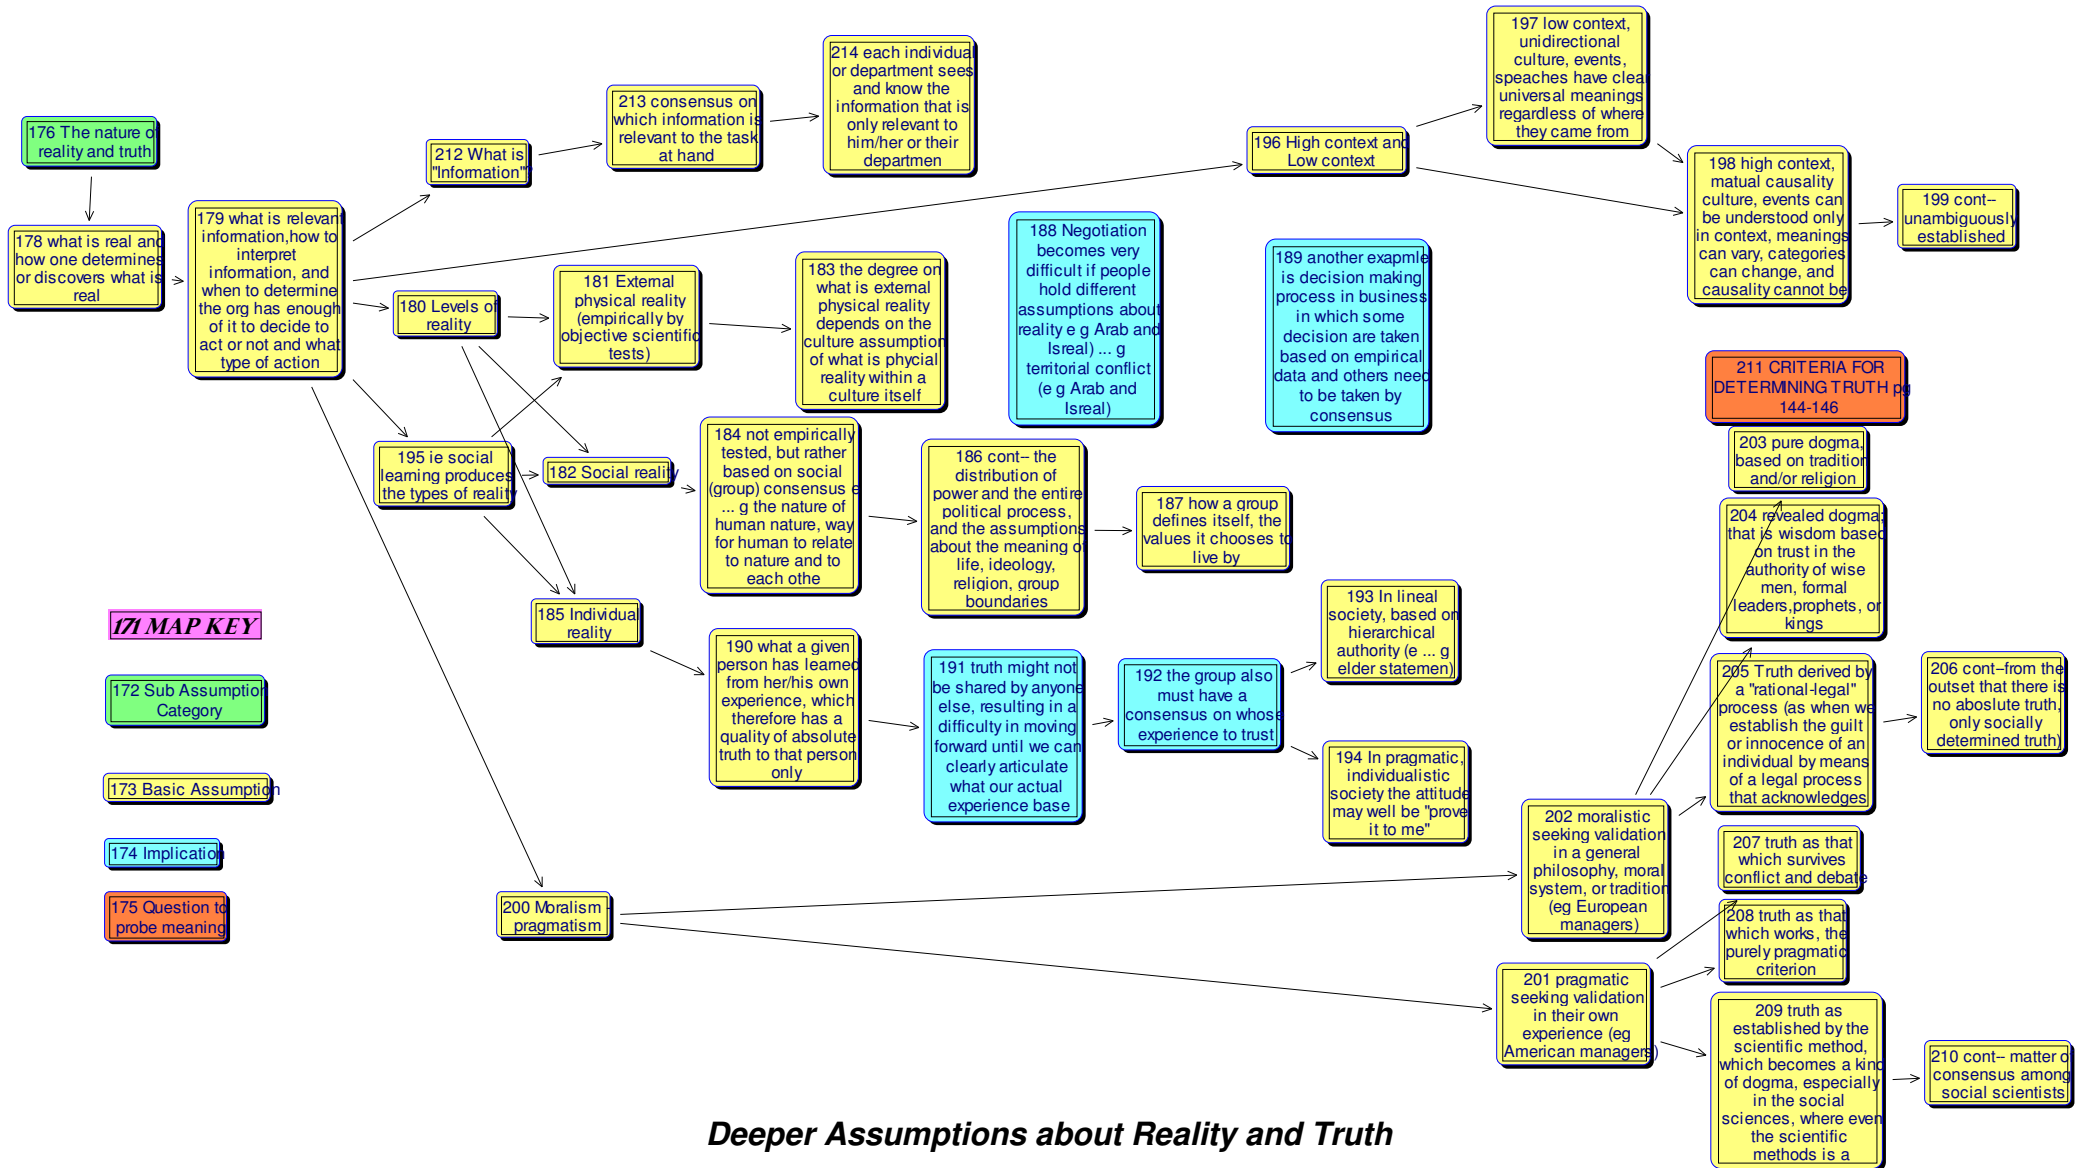 176 The nature of
reality and truth
178 what is real and
how one determines
or discovers what is
real
179 what is relevant
information,how to
interpret
information, and
when to determine
the org has enough
of it to decide to
act or not and what
type of action
212 What is
"Information"
213 consensus on
which information is
relevant to the task
at hand
214 each individual
or department sees
and know the
information that is
only relevant to
him/her or their
departmen
180 Levels of
reality
181 External
physical reality
(empirically by
objective scientific
tests)
183 the degree on
what is external
physical reality
depends on the
culture assumption
of what is phycial
reality within a
culture itself
195 ie social
learning produces
the types of reality
182 Social reality
184 not empirically
tested, but rather
based on social
(group) consensus e
... g the nature of
human nature, way
for human to relate
to nature and to
each othe
186 cont-- the
distribution of
power and the entire
political process,
and the assumptions
about the meaning of
life, ideology,
religion, group
boundaries
187 how a group
defines itself, the
values it chooses to
live by
185 Individual
reality
190 what a given
person has learned
from her/his own
experience, which
therefore has a
quality of absolute
truth to that person
only
191 truth might not
be shared by anyone
else, resulting in a
difficulty in moving
forward until we can
clearly articulate
what our actual
experience base
192 the group also
must have a
consensus on whose
experience to trust
193 In lineal
society, based on
hierarchical
authority (e ... g
elder statemen)
194 In pragmatic,
individualistic
society the attitude
may well be "prove
it to me"
188 Negotiation
becomes very
difficult if people
hold different
assumptions about
reality e g Arab and
Isreal) ... g
territorial conflict
(e g Arab and
Isreal)
189 another exapmle
is decision making
process in business
in which some
decision are taken
based on empirical
data and others need
to be taken by
consensus
196 High context and
Low context
197 low context,
unidirectional
culture, events,
speaches have clear
universal meanings
regardless of where
they came from
198 high context,
matual causality
culture, events can
be understood only
in context, meanings
can vary, categories
can change, and
causality cannot be
199 cont--
unambiguously
established
211 CRITERIA FOR
DETERMINING TRUTH pg
144-146
203 pure dogma,
based on tradition
and/or religion
204 revealed dogma;
that is wisdom based
on trust in the
authority of wise
men, formal
leaders,prophets, or
kings
205 Truth derived by
a "rational-legal"
process (as when we
establish the guilt
or innocence of an
individual by means
of a legal process
that acknowledges
206 cont--from the
outset that there is
no aboslute truth,
only socially
determined truth)
207 truth as that
which survives
conflict and debate
208 truth as that
which works, the
purely pragmatic
criterion
209 truth as
established by the
scientific method,
which becomes a kind
of dogma, especially
in the social
sciences, where even
the scientific
methods is a
210 cont-- matter of
consensus among
social scientists
200 Moralism -
pragmatism
202 moralistic
seeking validation
in a general
philosophy, moral
system, or tradition
(eg European
managers)
201 pragmatic
seeking validation
in their own
experience (eg
American managers)
171 MAP KEY
172 Sub Assumption
Category
173 Basic Assumption
174 Implication
175 Question to
probe meaning
Deeper Assumptions about Reality and Truth